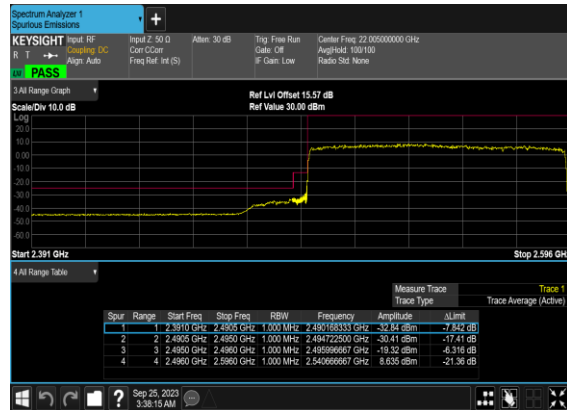 Spectrum Analyzer 1
Spurious Emissions
+
KEYSIGHT Input: RF Input Z: 50 Ω Atten: 30 dB Trig: Free Run Center Freq: 22.005000000 GHz
R T Coupling: DC Corr CCorr Gate: Off Avg|Hold: 100/100
Align: Auto Freq Ref: Int (S) IF Gain: Low Radio Std: None
PASS
3 All Range Graph Ref Lvl Offset 15.57 dB
Scale/Div 10.0 dB Ref Value 30.00 dBm
Log
20.0
10.0
0.00
-10.0
-20.0
-30.0
-40.0
-50.0
-60.0
Start 2.391 GHz Stop 2.596 GHz
4 All Range Table
Measure Trace Trace 1
Trace Type Trace Average (Active)
Spur Range Start Freq Stop Freq RBW Frequency Amplitude ΔLimit
1 1 2.3910 GHz 2.4905 GHz 1.000 MHz 2.490168333 GHz -32.84 dBm -7.842 dB
2 2 2.4905 GHz 2.4950 GHz 1.000 MHz 2.494722500 GHz -30.41 dBm -17.41 dB
3 3 2.4950 GHz 2.4960 GHz 1.000 MHz 2.495996667 GHz -19.32 dBm -6.316 dB
4 4 2.4960 GHz 2.5960 GHz 1.000 MHz 2.540666667 GHz 8.635 dBm -21.36 dB
? Sep 25, 2023
3:38:15 AM